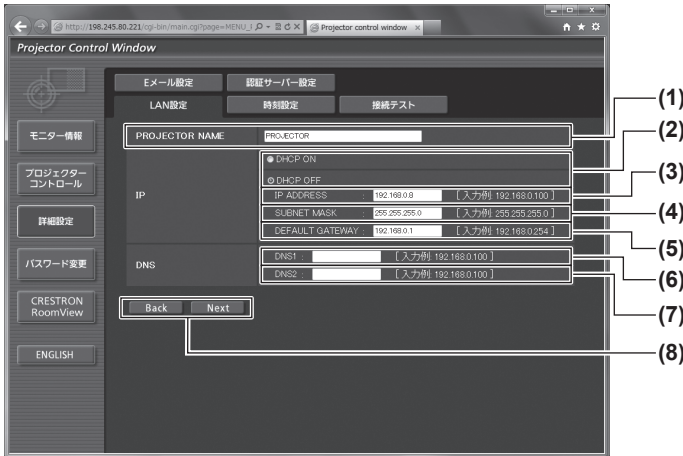 http://198.245.80.221/cgi-bin/main.cgi?page=MENU_
Projector control window
Projector Control Window
Eメール設定
認証サーバー設定
LAN設定
時刻設定
接続テスト
モニター情報
プロジェクター
コントロール
詳細設定
パスワード変更
CRESTRON
RoomView
ENGLISH
PROJECTOR NAME
PROJECTOR
IP
DHCP ON
DHCP OFF
IP ADDRESS : 192.168.0.8 [ 入力例: 192.168.0.100 ]
SUBNET MASK : 255.255.255.0 [ 入力例: 255.255.255.0 ]
DEFAULT GATEWAY : 192.168.0.1 [ 入力例: 192.168.0.254 ]
DNS
DNS1 : [ 入力例: 192.168.0.100 ]
DNS2 : [ 入力例: 192.168.0.100 ]
Back Next
(1)
(2)
(3)
(4)
(5)
(6)
(7)
(8)